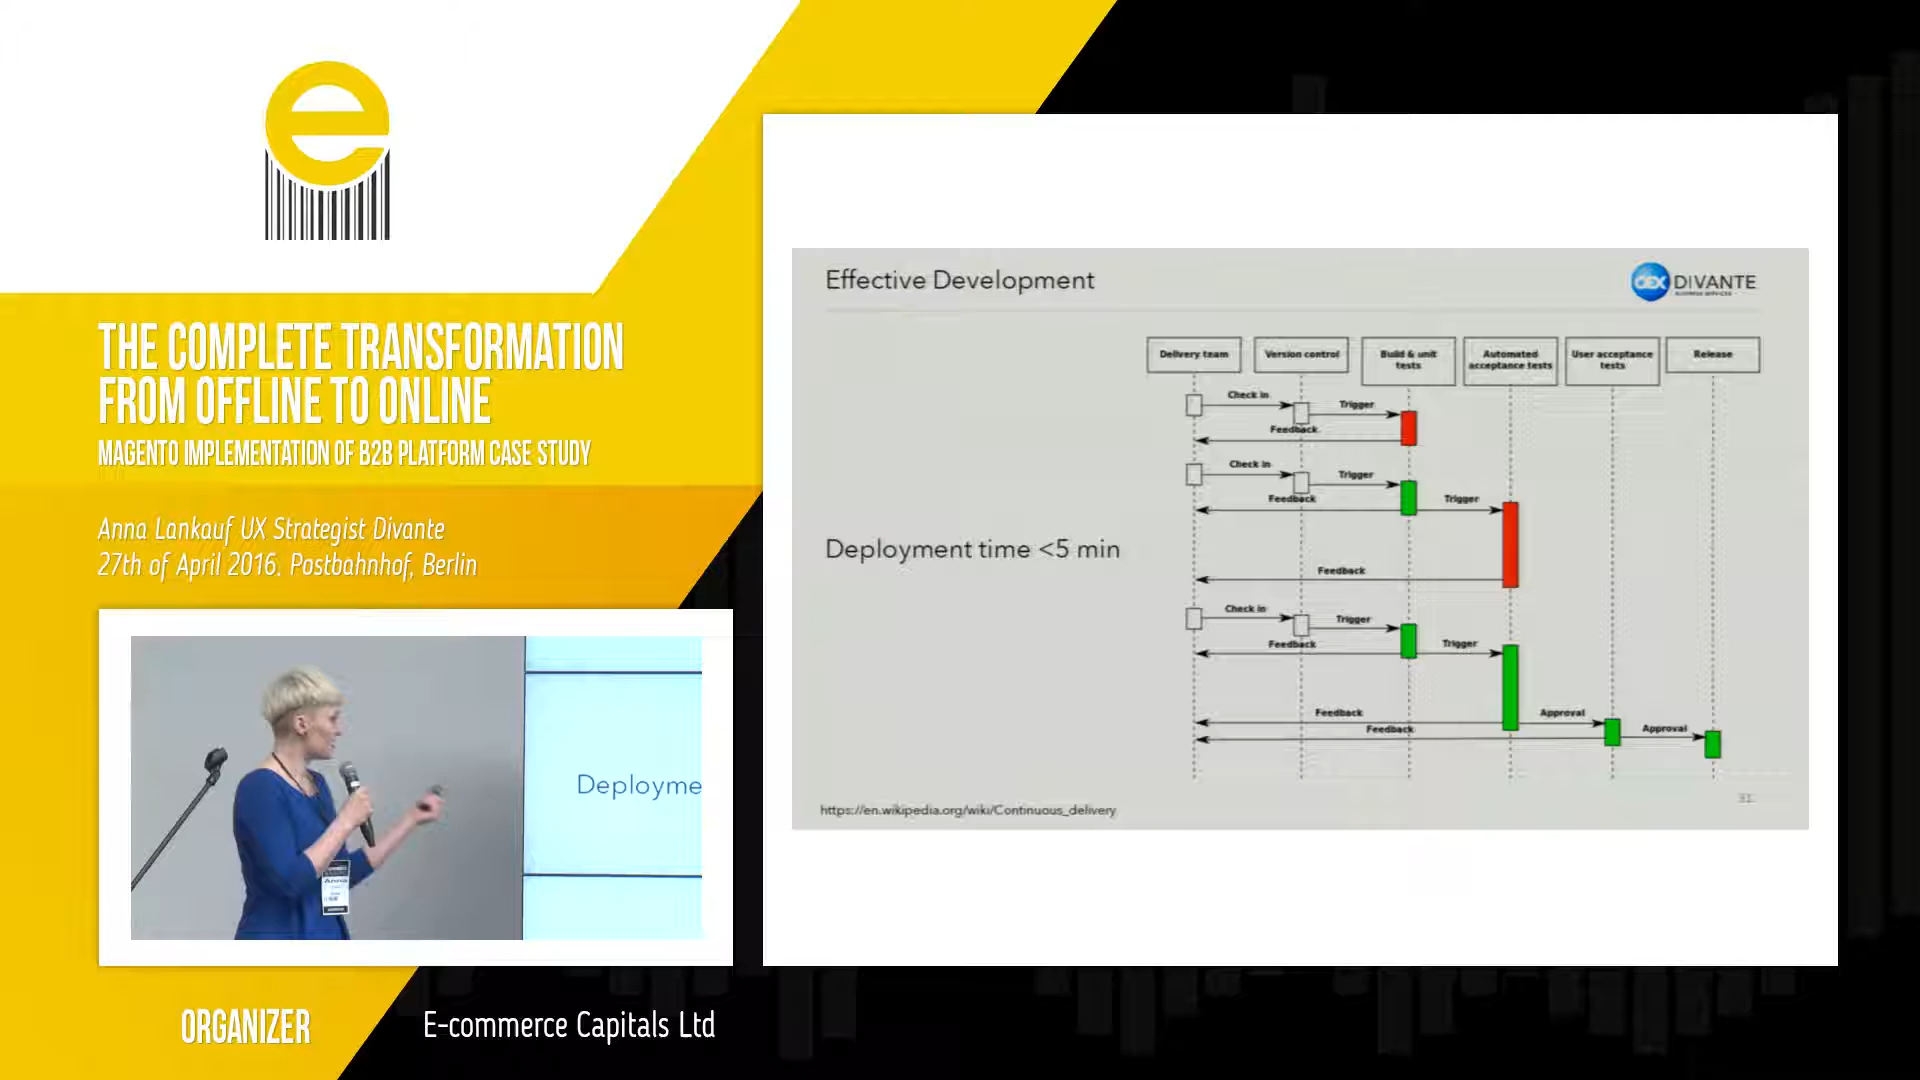 THE COMPLETE TRANSFORMATION
FROM OFFLINE TO ONLINE
MAGENTO IMPLEMENTATION OF B2B PLATFORM CASE STUDY
Anna Lankauf UX Strategist Divante
27th of April 2016. Postbahnhof, Berlin
Deployme
Anna
ORGANIZER
E-commerce Capitals Ltd
Effective Development
OEX DIVANTE
Delivery team
Version control
Build & unit
tests
Automated
acceptance tests
User acceptance
tests
Release
Check in
Trigger
Feedback
Check in
Trigger
Feedback
Trigger
Deployment time <5 min
Feedback
Check in
Trigger
Feedback
Trigger
Feedback
Approval
Feedback
Approval
31
https://en.wikipedia.org/wiki/Continuous_delivery